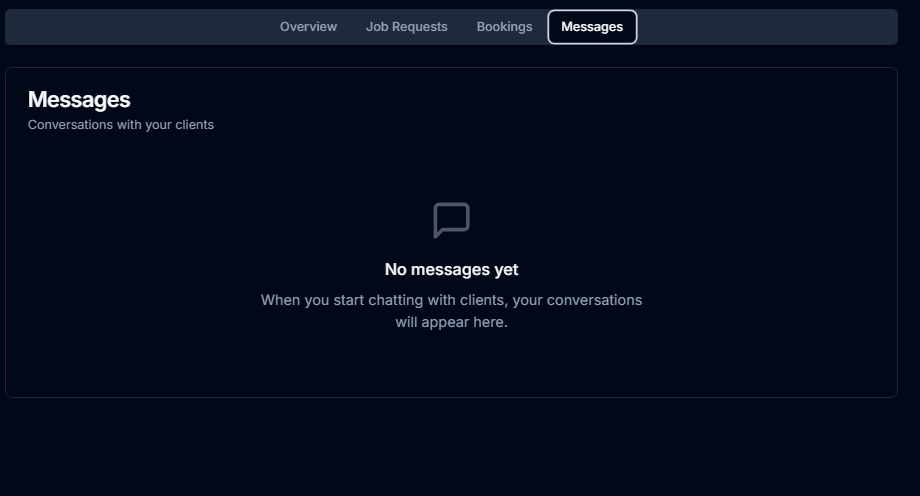 Overview
Job Requests
Bookings
Messages
Messages
Conversations with your clients
No messages yet
When you start chatting with clients, your conversations
will appear here.